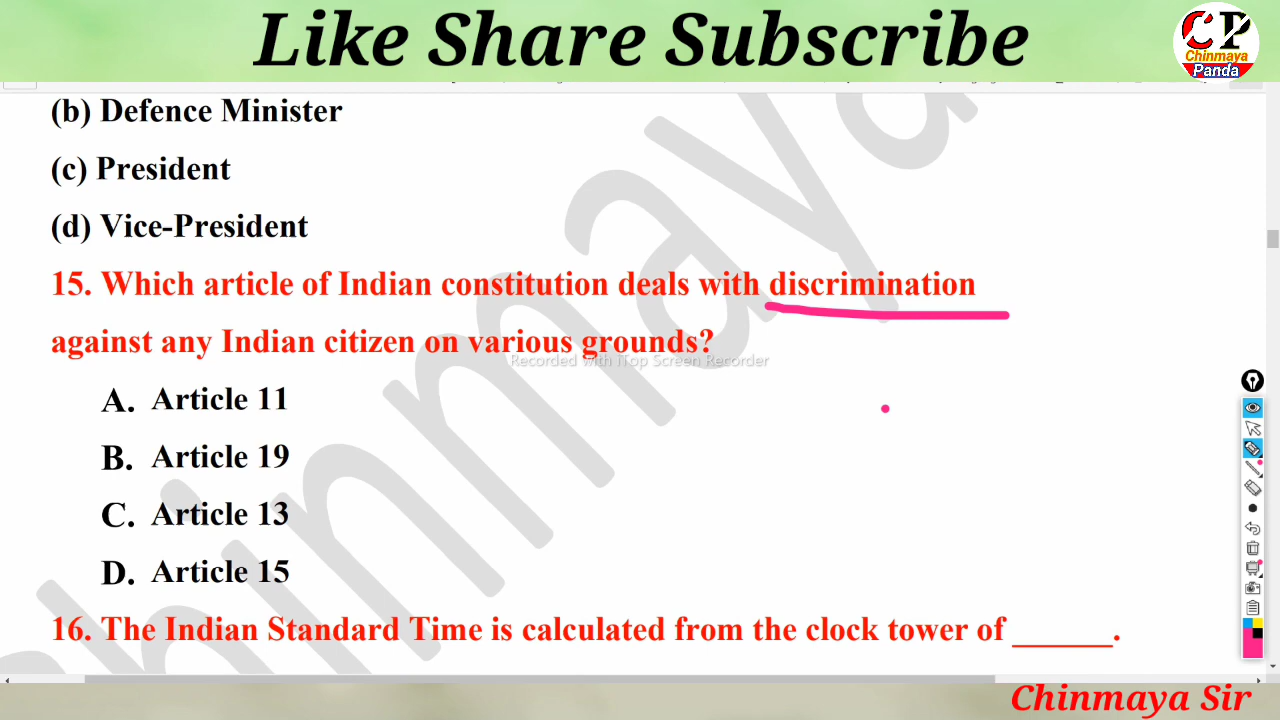 Like Share Subscribe
CP
Chinmaya
Panda
(b) Defence Minister
(c) President
(d) Vice-President
15. Which article of Indian constitution deals with discrimination
against any Indian citizen on various grounds?
Recorded with iTop Screen Recorder
A. Article 11
B. Article 19
C. Article 13
D. Article 15
16. The Indian Standard Time is calculated from the clock tower of ______.
Chinmaya Sir